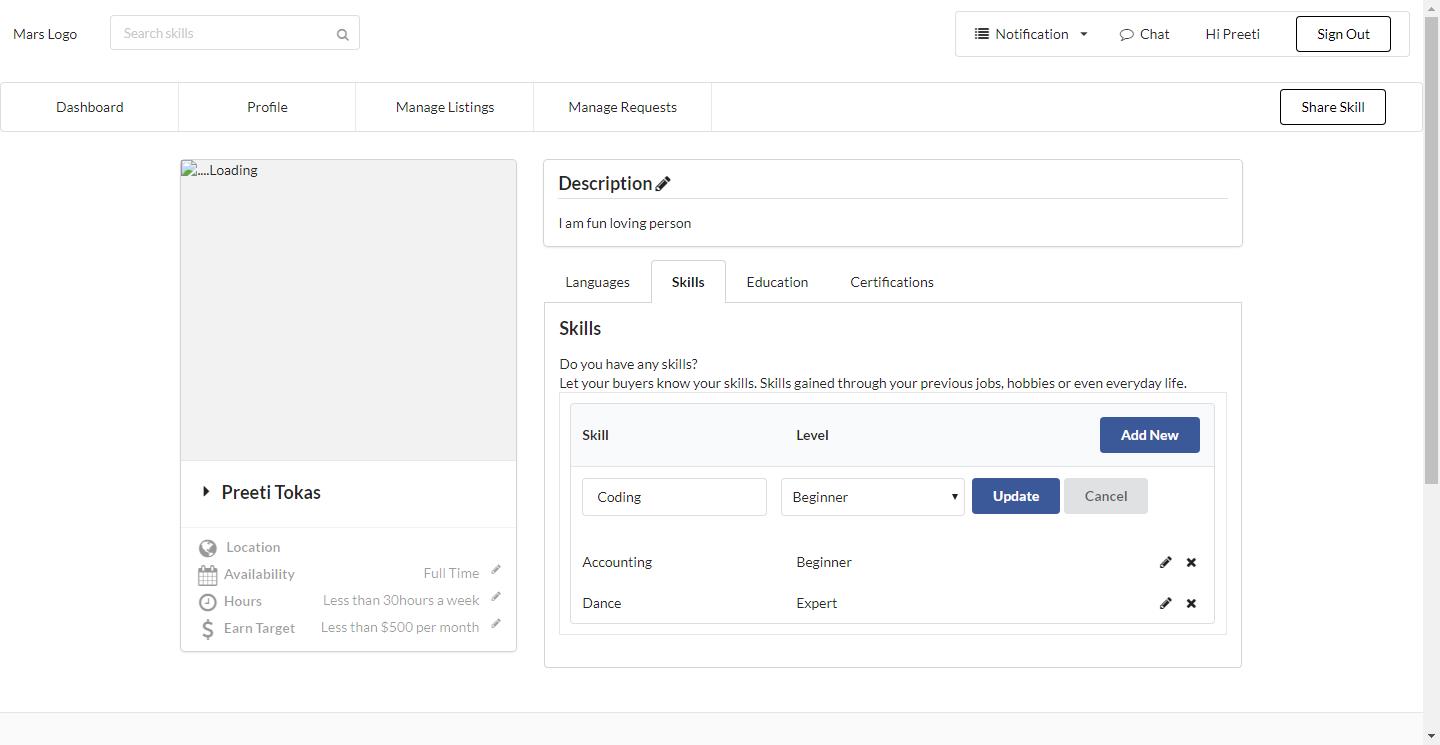 Mars Logo
Search skills
Notification
Chat
Hi Preeti
Sign Out
Dashboard
Profile
Manage Listings
Manage Requests
Share Skill
....Loading
Preeti Tokas
Location
Availability Full Time
Hours Less than 30hours a week
Earn Target Less than $500 per month
Description
I am fun loving person
Languages
Skills
Education
Certifications
Skills
Do you have any skills?
Let your buyers know your skills. Skills gained through your previous jobs, hobbies or even everyday life.
Skill Level Add New
Coding Beginner Update Cancel
Accounting Beginner
Dance Expert